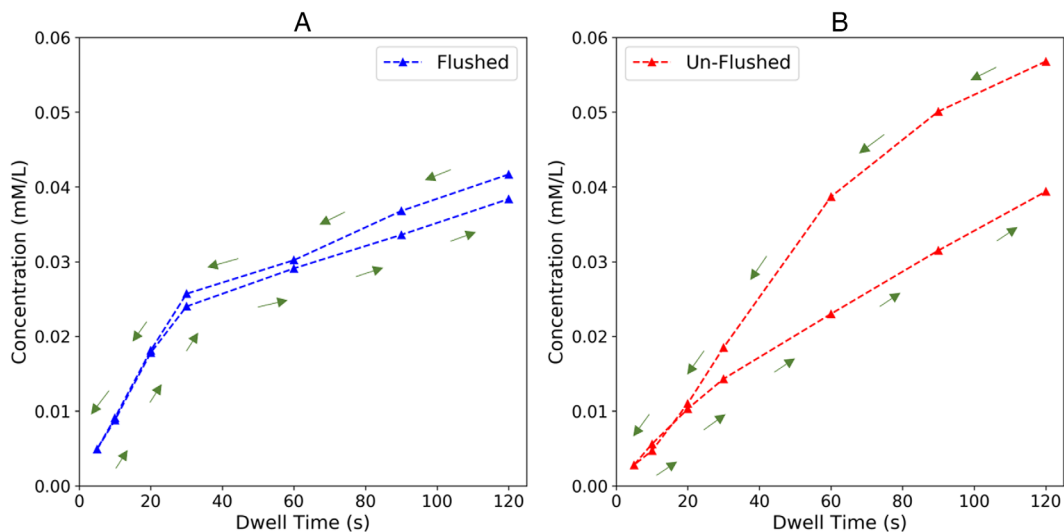 A
B
Flushed
Un-Flushed
Concentration (mM/L)
0.06
0.05
0.04
0.03
0.02
0.01
0.00
0 20 40 60 80 100 120
Dwell Time (s)
Concentration (mM/L)
0.06
0.05
0.04
0.03
0.02
0.01
0.00
0 20 40 60 80 100 120
Dwell Time (s)